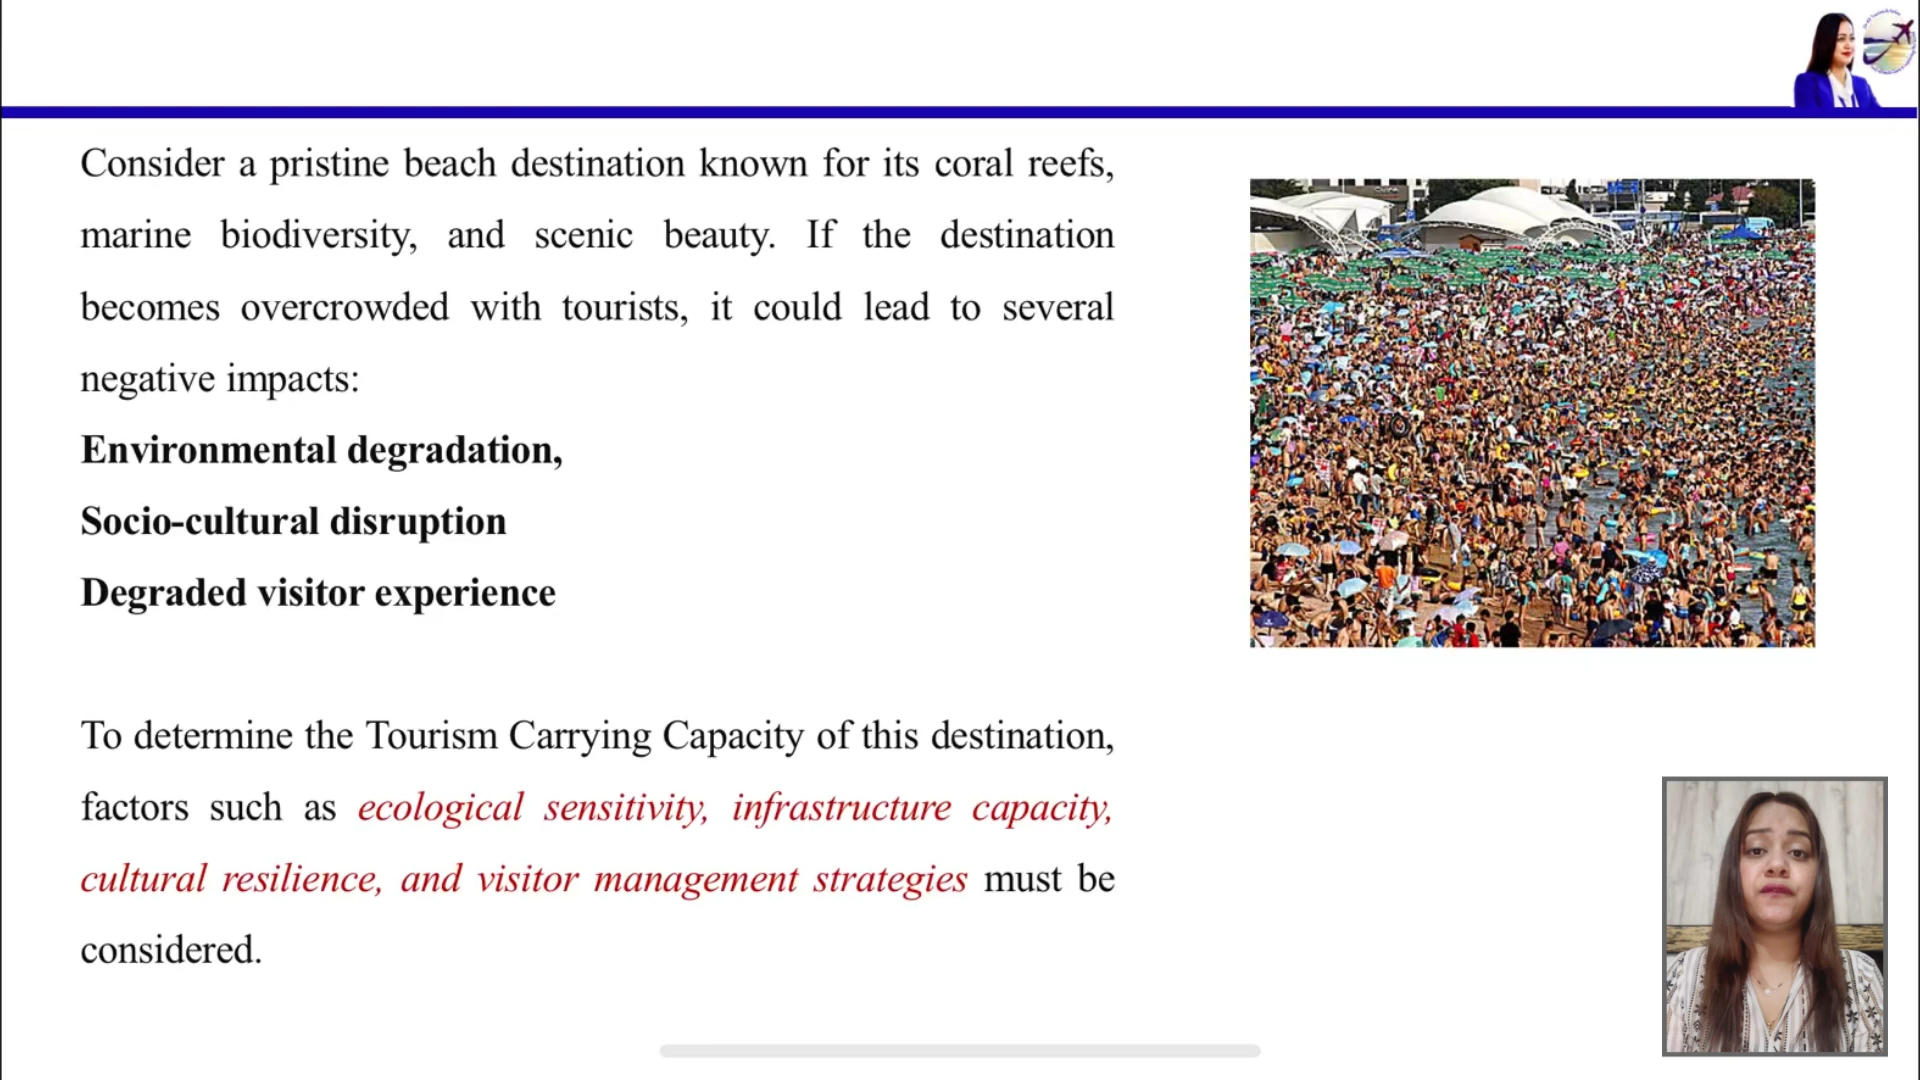 Consider a pristine beach destination known for its coral reefs,
marine biodiversity, and scenic beauty. If the destination
becomes overcrowded with tourists, it could lead to several
negative impacts:
Environmental degradation,
Socio-cultural disruption
Degraded visitor experience
To determine the Tourism Carrying Capacity of this destination,
factors such as ecological sensitivity, infrastructure capacity,
cultural resilience, and visitor management strategies must be
considered.